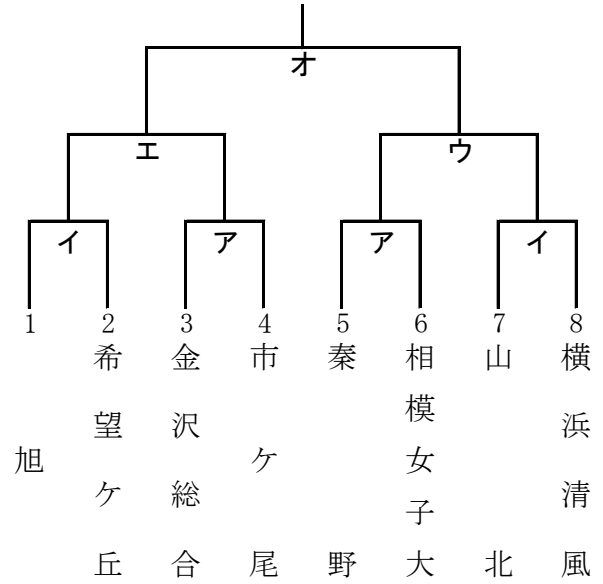 オ
エ ウ
イ ア ア イ
1 2 3 4 5 6 7 8
旭
希望ケ丘
金沢総合
市ケ尾
秦野
相模女子大
山北
横浜清風